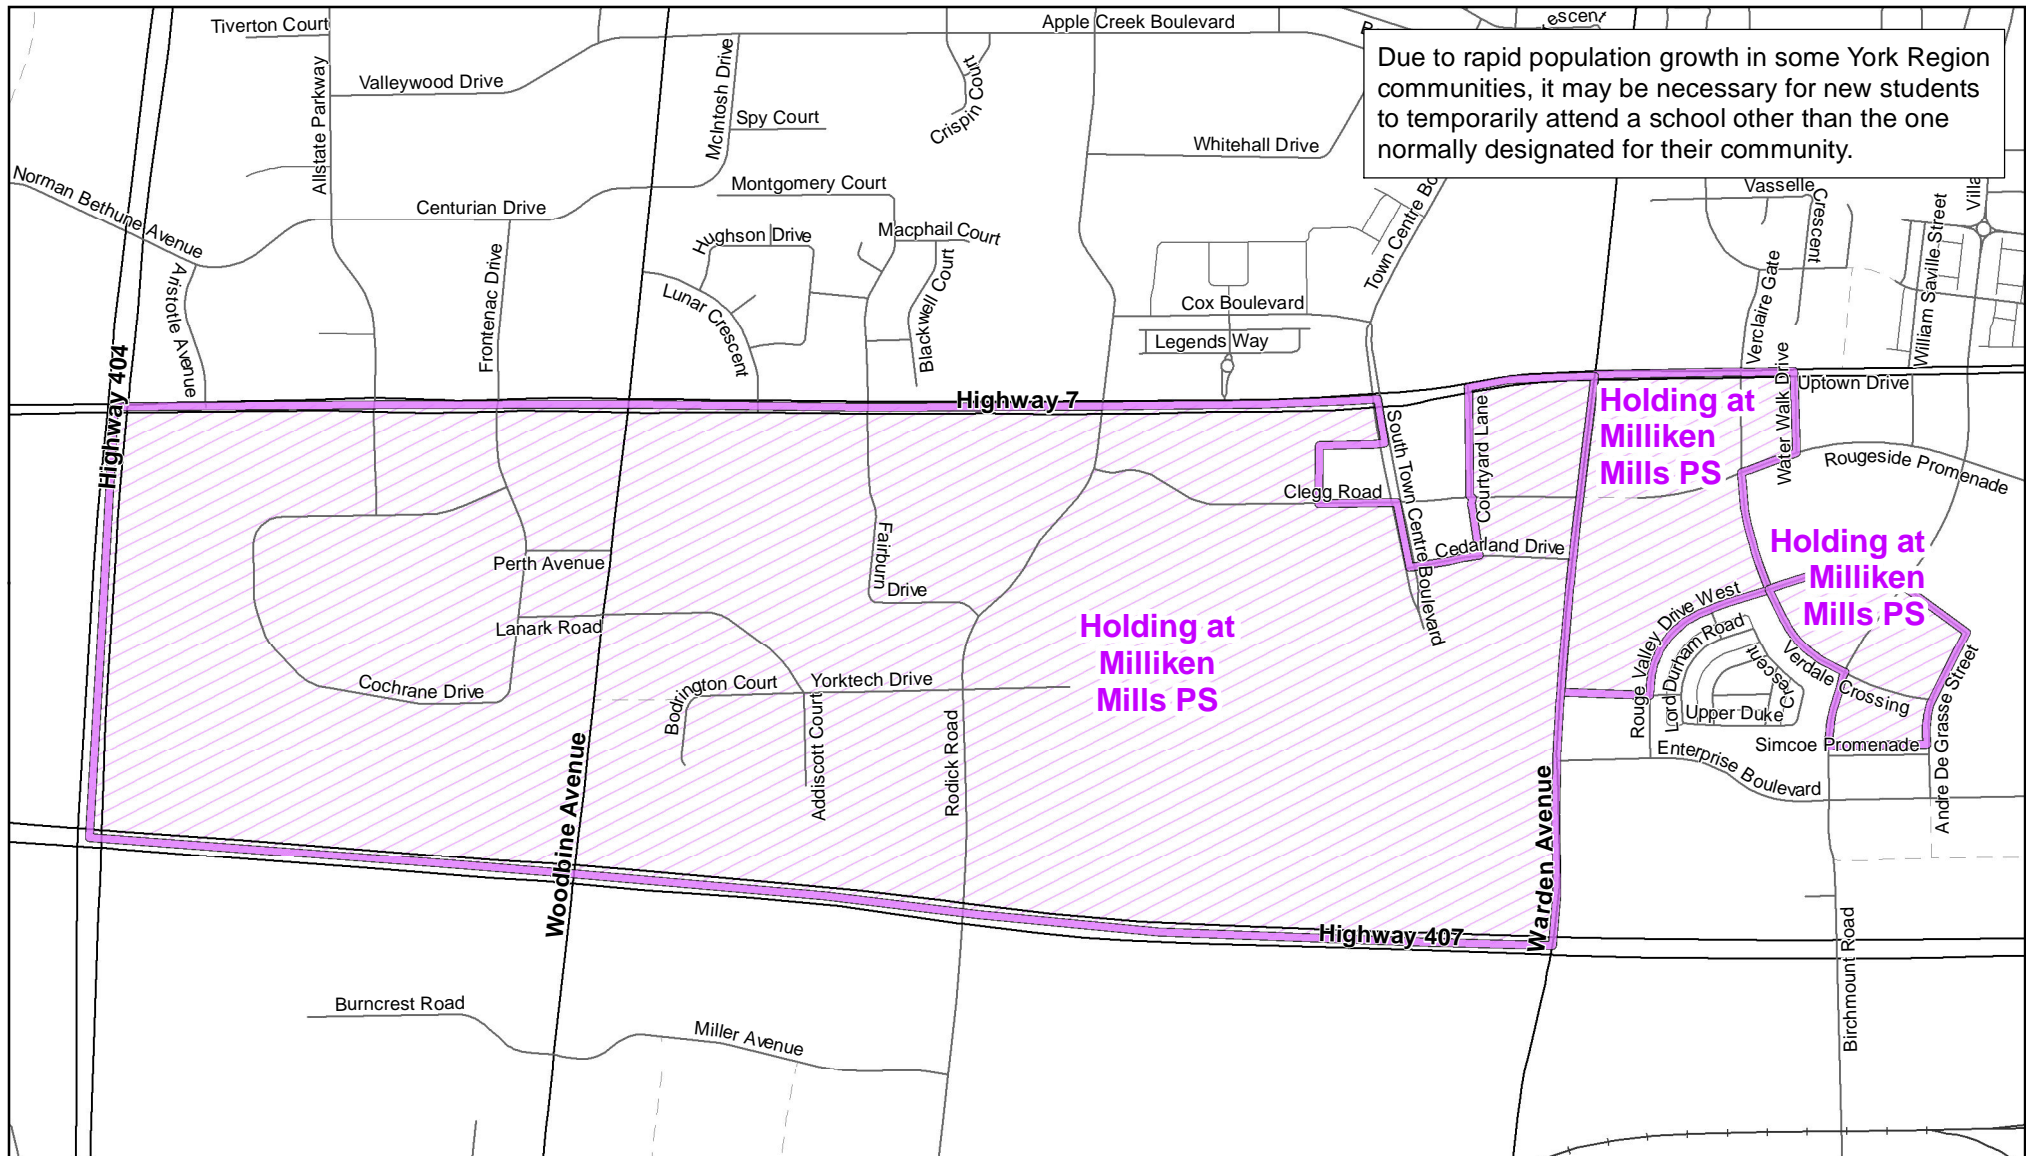 Tiverton Court
Apple Creek Boulevard
escent
Due to rapid population growth in some York Region
communities, it may be necessary for new students
to temporarily attend a school other than the one
normally designated for their community.
Valleywood Drive
Allstate Parkway
McIntosh Drive
Spy Court
Crispin Court
Whitehall Drive
Montgomery Court
Norman Bethune Avenue
Centurian Drive
Hughson Drive
Macphail Court
Town Centre Bo
Vasselle
Crescent
William Saville Street
Villa
Aristotle Avenue
Frontenac Drive
Lunar Crescent
Blackwell Court
Cox Boulevard
Legends Way
Verclaire Gate
Water Walk Drive
Uptown Drive
Highway 404
Highway 7
South Town Centre Boulevard
Courtyard Lane
Holding at
Milliken
Mills PS
Rougeside Promenade
Clegg Road
Cedarland Drive
Holding at
Milliken
Mills PS
Perth Avenue
Fairburn
Drive
Lanark Road
Holding at
Milliken
Mills PS
Rouge Valley Drive West
Lord Durham Road
Crescent
Upper Duke
Verdale Crossing
Andre De Grasse Street
Simcoe Promenade
Enterprise Boulevard
Cochrane Drive
Bodrington Court
Yorktech Drive
Addiscott Court
Rodick Road
Woodbine Avenue
Warden Avenue
Highway 407
Birchmount Road
Burncrest Road
Miller Avenue